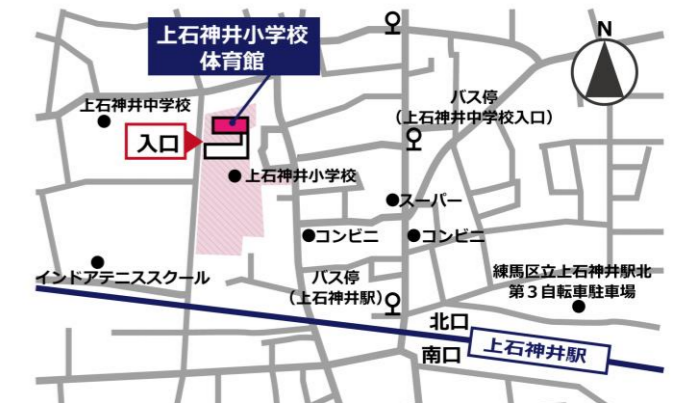 上石神井小学校
体育館
N
バス停
（上石神井中学校入口）
上石神井中学校
入口
上石神井小学校
スーパー
コンビニ
コンビニ
インドアテニススクール
バス停
（上石神井駅）
練馬区立上石神井駅北
第３自転車駐車場
北口
上石神井駅
南口